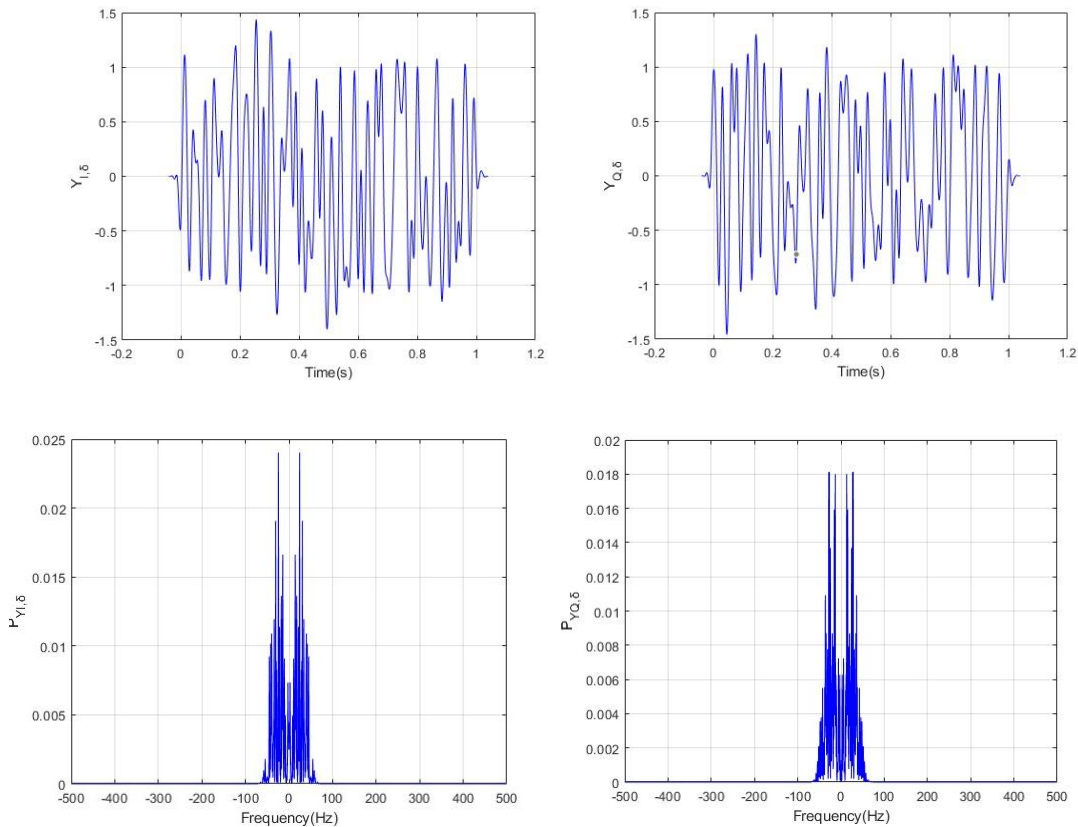 1.5
1
0.5
0
-0.5
-1
-1.5
Y_{I,δ}
-0.2 0 0.2 0.4 0.6 0.8 1 1.2
Time(s)
1.5
1
0.5
0
-0.5
-1
-1.5
Y_{Q,δ}
-0.2 0 0.2 0.4 0.6 0.8 1 1.2
Time(s)
0.025
0.02
0.015
0.01
0.005
0
P_{YI,δ}
-500 -400 -300 -200 -100 0 100 200 300 400 500
Frequency(Hz)
0.02
0.018
0.016
0.014
0.012
0.01
0.008
0.006
0.004
0.002
0
P_{YQ,δ}
-500 -400 -300 -200 -100 0 100 200 300 400 500
Frequency(Hz)